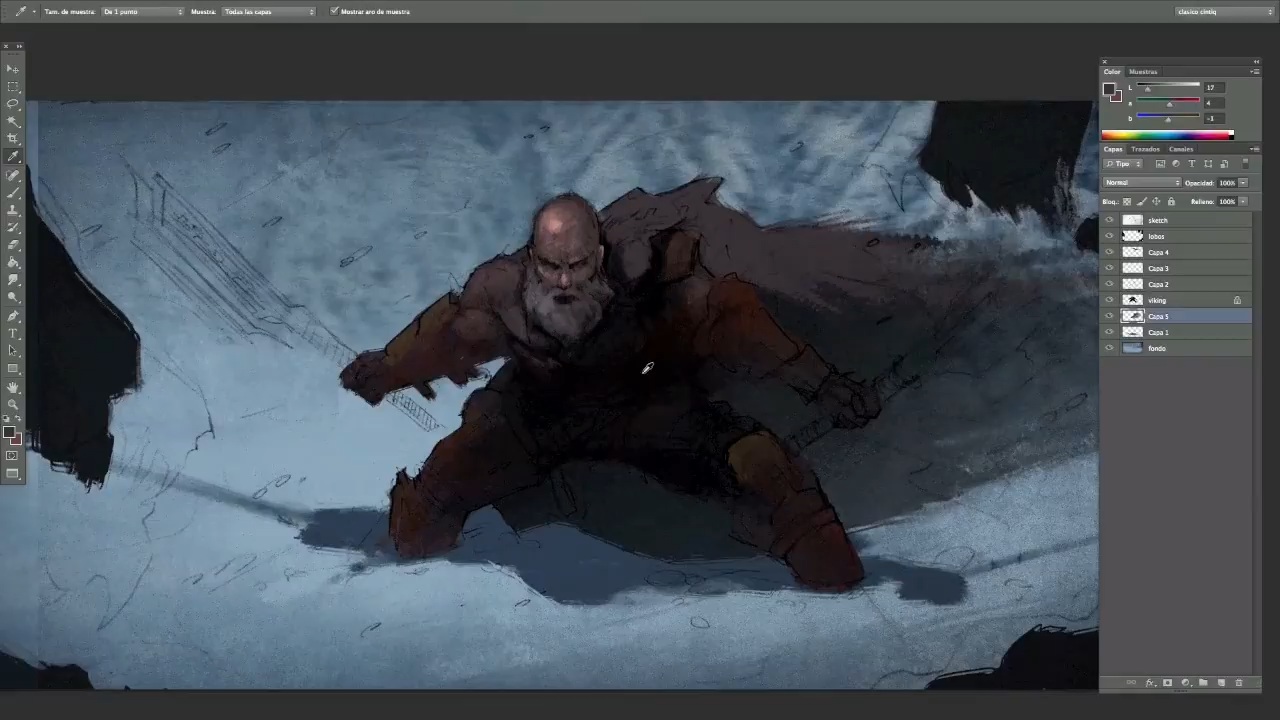 Tam. de muestra: De 1 punto Muestra: Todas las capas Mostrar aro de muestra clasico cintiq
Color Muestras
L 17
a 4
b -1
Capas Trazados Canales
Tipo
Normal Opacidad: 100%
Bloq.: Relleno: 100%
sketch
lobos
Capa 4
Capa 3
Capa 2
viking
Capa 5
Capa 1
fondo